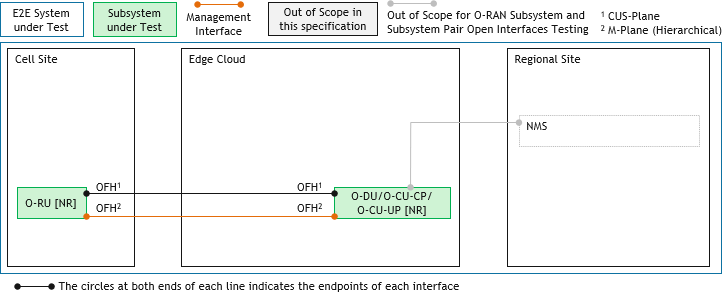 E2E System
under Test
Subsystem
under Test
Management
Interface
Out of Scope in
this specification
Out of Scope for O-RAN Subsystem and
Subsystem Pair Open Interfaces Testing
¹ CUS-Plane
² M-Plane (Hierarchical)
Cell Site
Edge Cloud
Regional Site
NMS
OFH¹
OFH¹
O-RU [NR]
O-DU/O-CU-CP/
O-CU-UP [NR]
OFH²
OFH²
The circles at both ends of each line indicates the endpoints of each interface